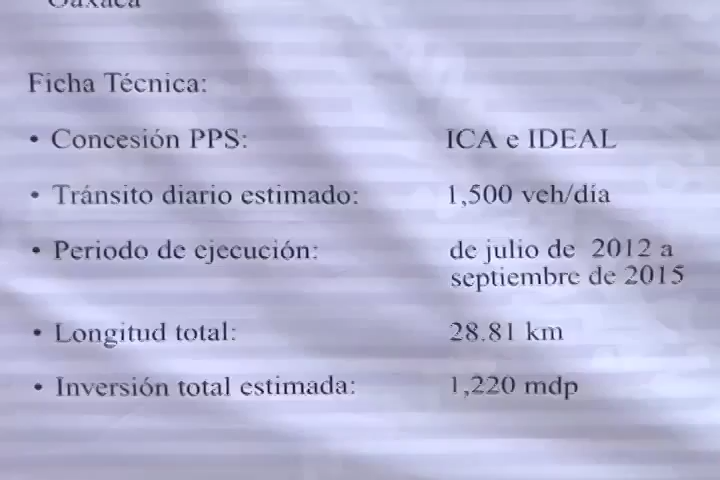 Oaxaca
Ficha Técnica:
• Concesión PPS: ICA e IDEAL
• Tránsito diario estimado: 1,500 veh/día
• Periodo de ejecución: de julio de 2012 a
septiembre de 2015
• Longitud total: 28.81 km
• Inversión total estimada: 1,220 mdp